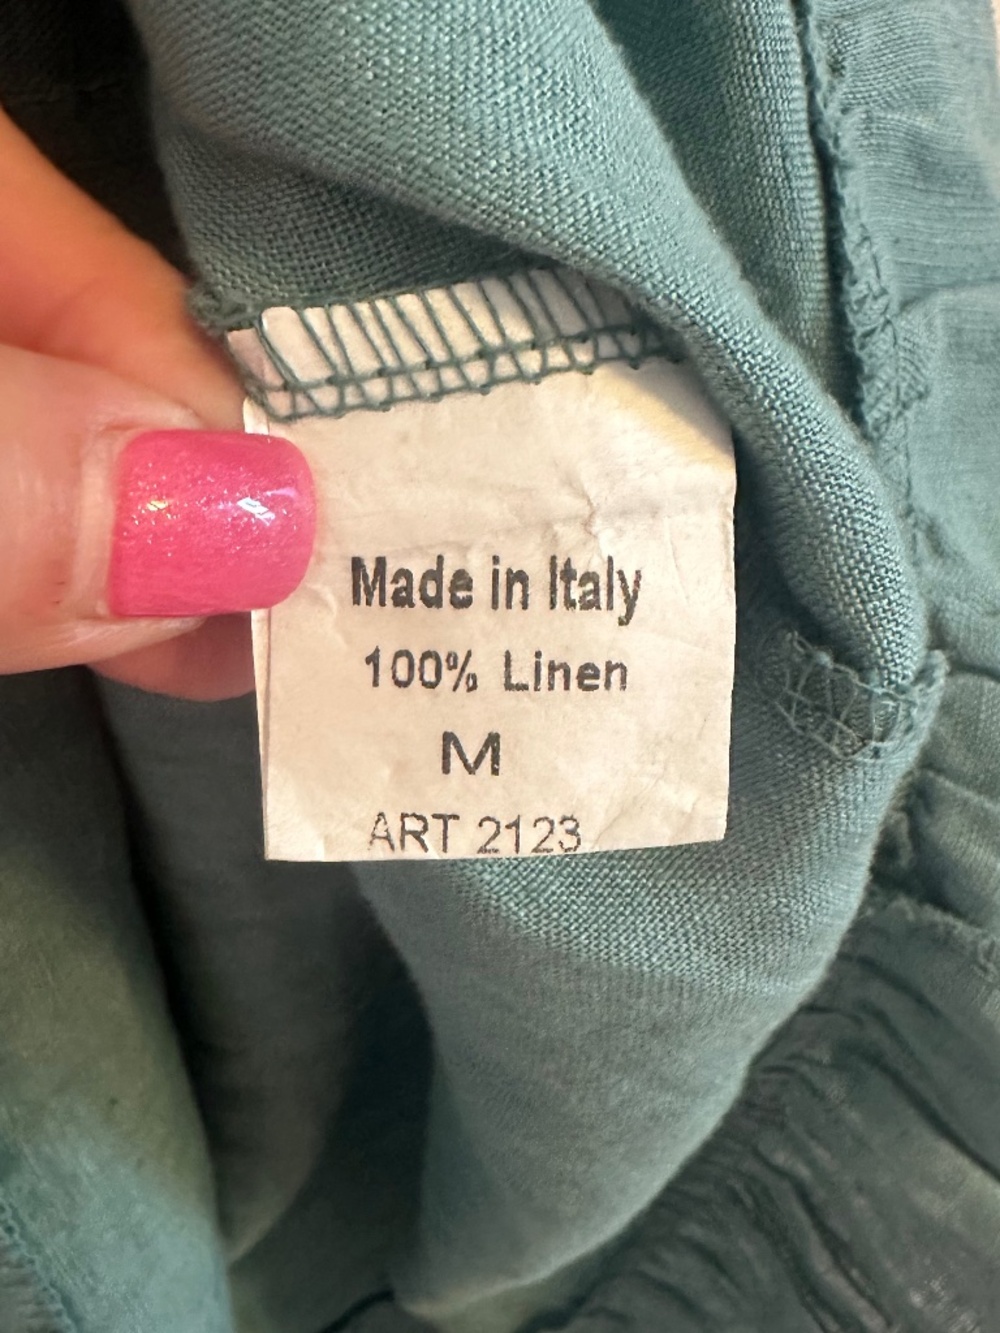 Made in Italy
100% Linen
M
ART 2123